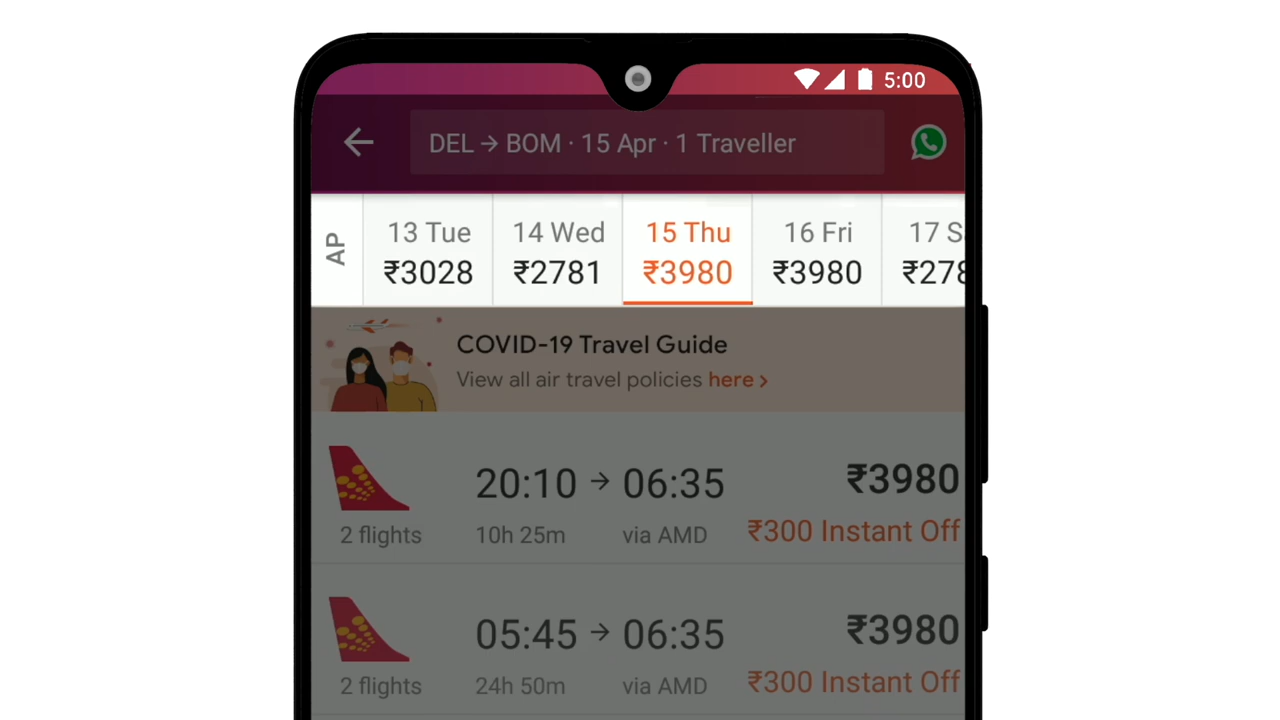 5:00
DEL → BOM · 15 Apr · 1 Traveller
AP
13 Tue 14 Wed 15 Thu 16 Fri 17 S
₹3028 ₹2781 ₹3980 ₹3980 ₹278
COVID-19 Travel Guide
View all air travel policies here ›
20:10 → 06:35 ₹3980
2 flights 10h 25m via AMD ₹300 Instant Off
05:45 → 06:35 ₹3980
2 flights 24h 50m via AMD ₹300 Instant Off